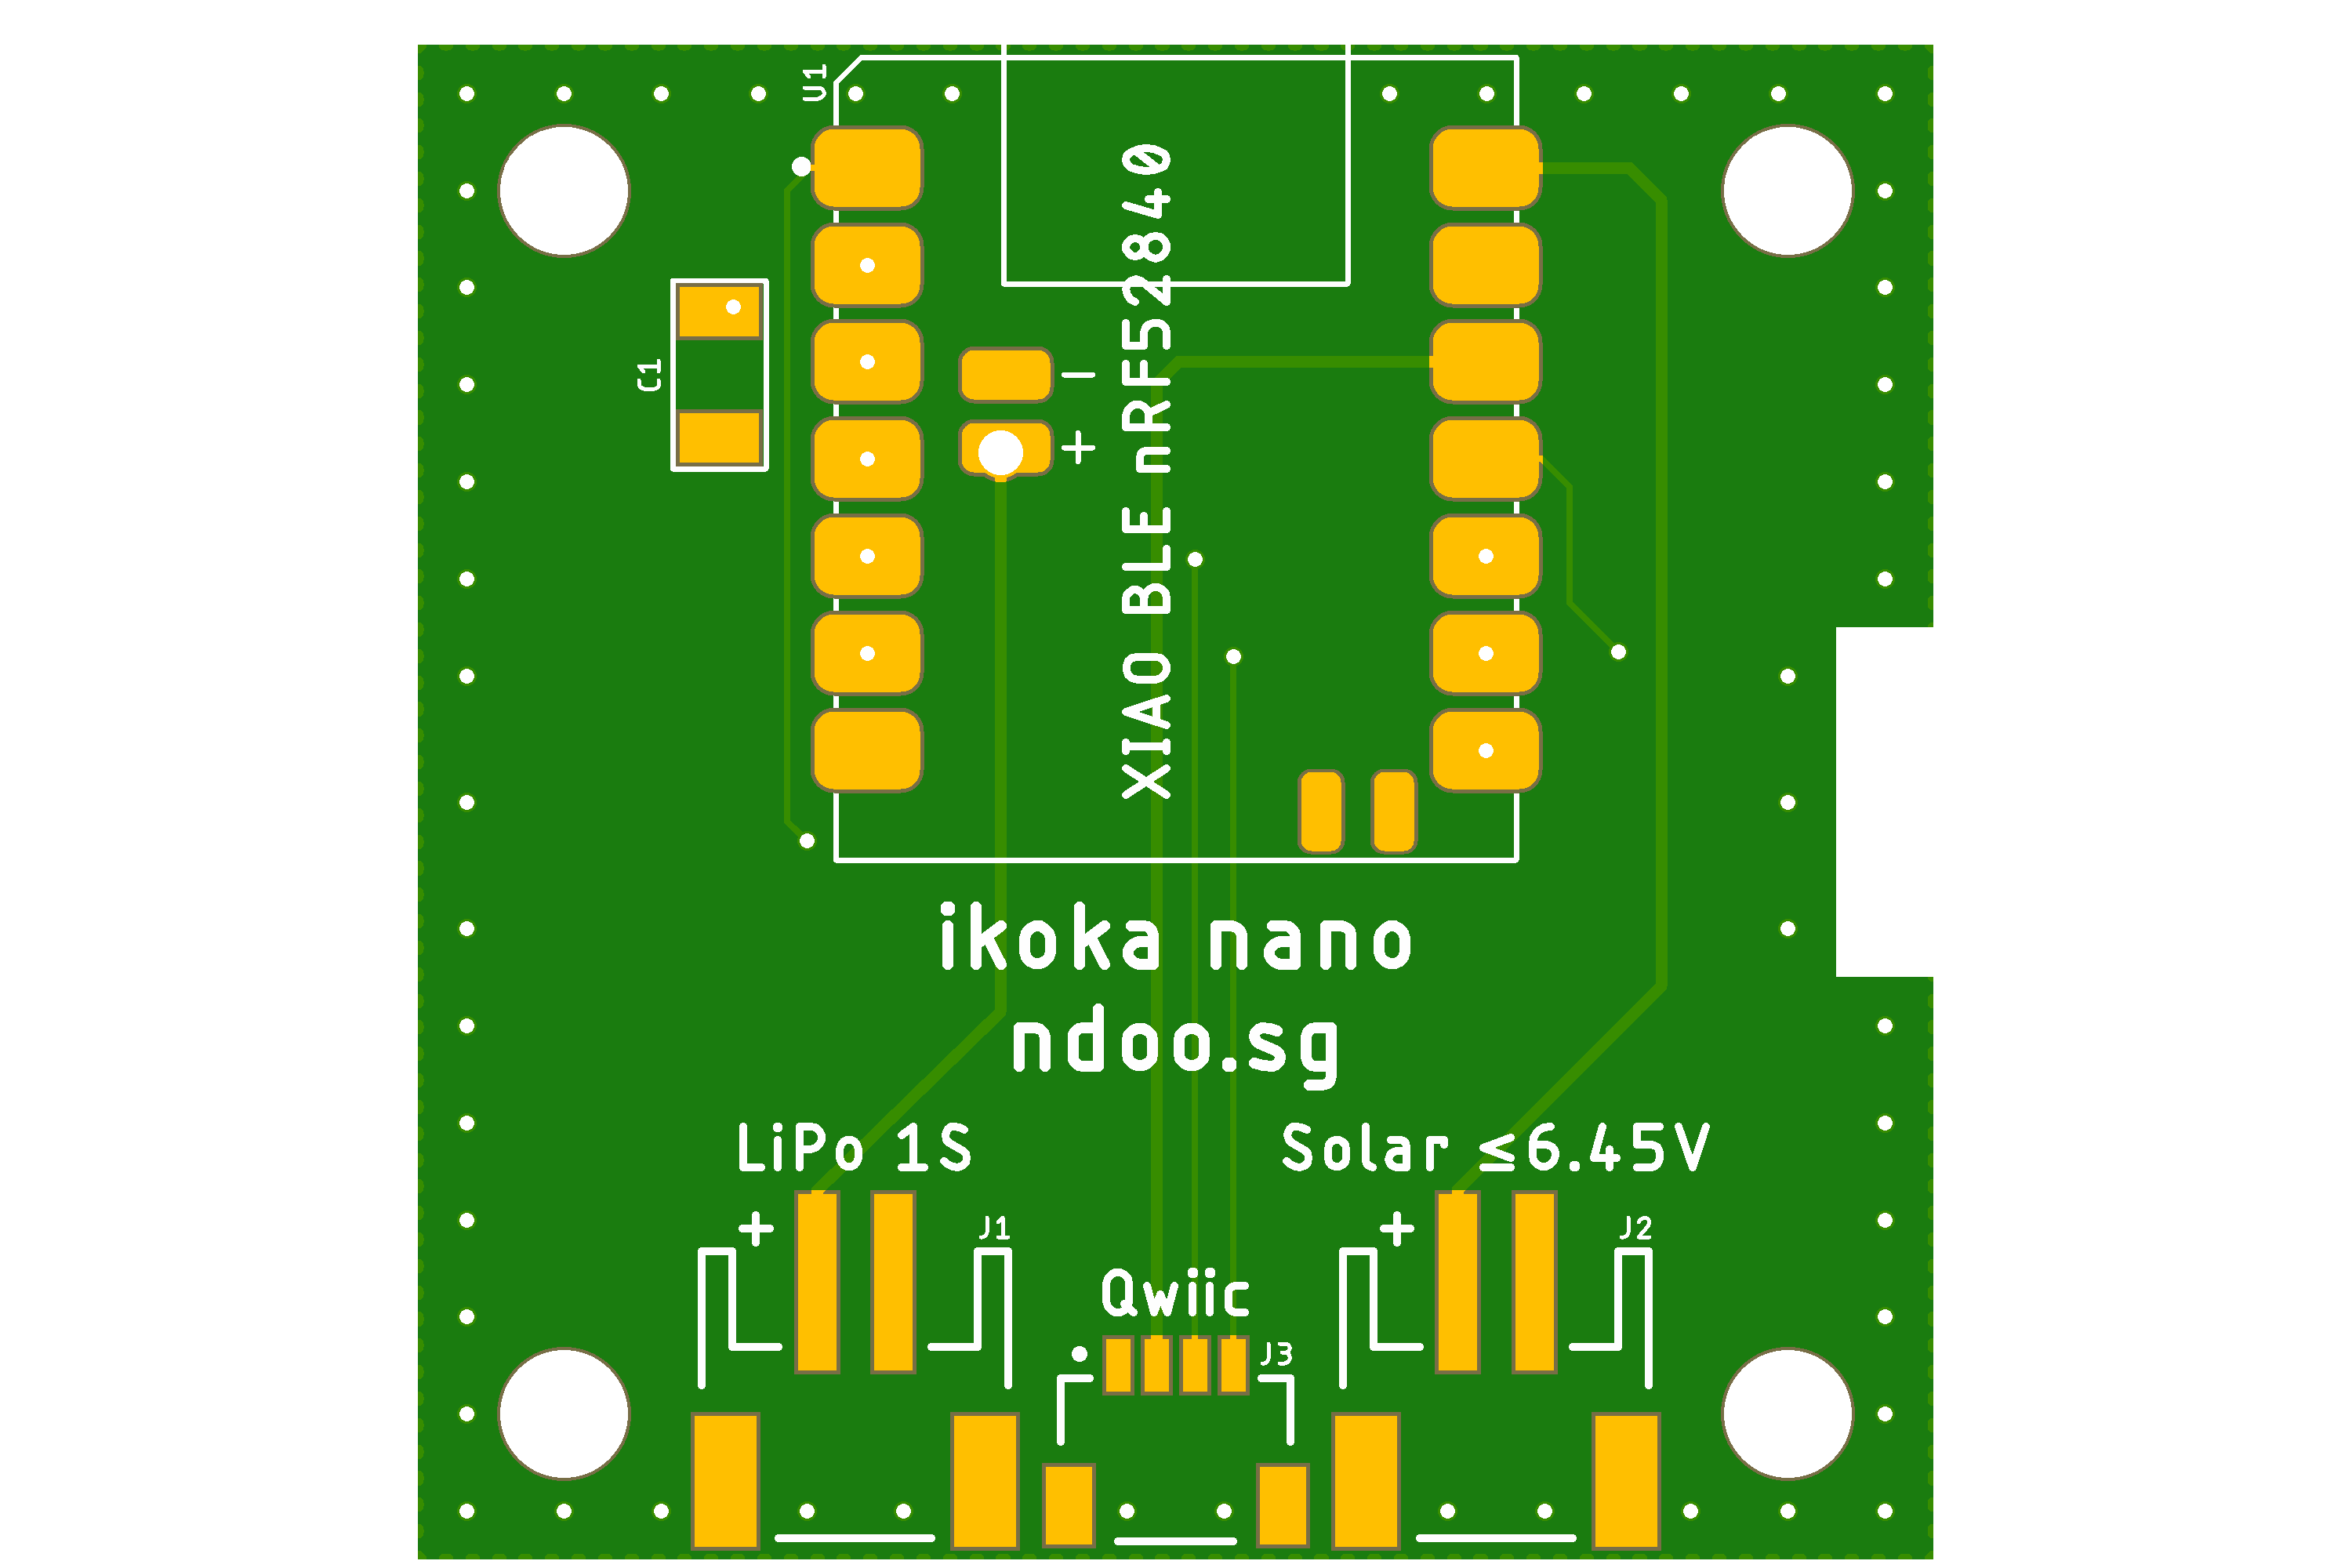 U1
XIAO BLE nRF52840
C1
−
+
ikoka nano
ndoo.sg
LiPo 1S
Solar ≤6.45V
+
J1
+
J2
Qwiic
J3